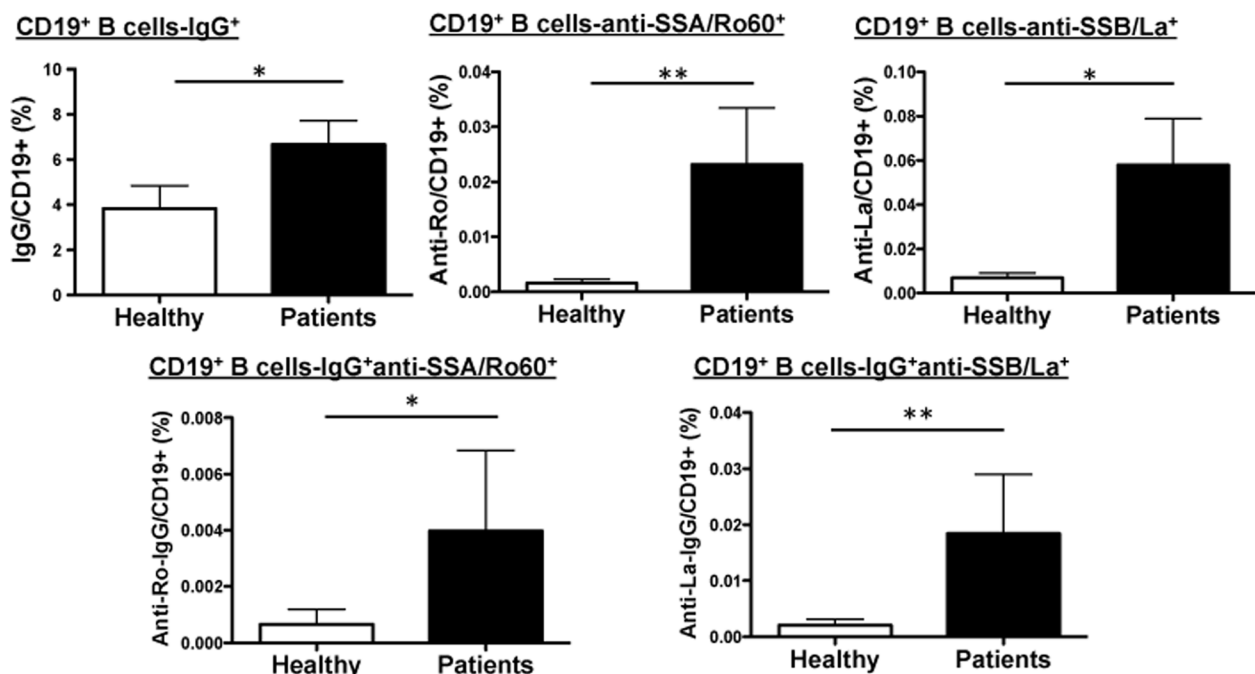 CD19⁺ B cells-IgG⁺
CD19⁺ B cells-anti-SSA/Ro60⁺
CD19⁺ B cells-anti-SSB/La⁺
IgG/CD19+ (%)
10
8
6
4
2
0
*
Healthy
Patients
Anti-Ro/CD19+ (%)
0.04
0.03
0.02
0.01
0.00
**
Healthy
Patients
Anti-La/CD19+ (%)
0.10
0.08
0.06
0.04
0.02
0.00
*
Healthy
Patients
CD19⁺ B cells-IgG⁺anti-SSA/Ro60⁺
CD19⁺ B cells-IgG⁺anti-SSB/La⁺
Anti-Ro-IgG/CD19+ (%)
0.008
0.006
0.004
0.002
0.000
*
Healthy
Patients
Anti-La-IgG/CD19+ (%)
0.04
0.03
0.02
0.01
0.00
**
Healthy
Patients